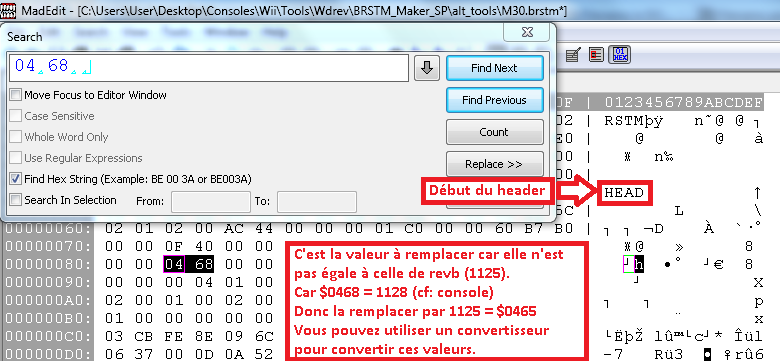 MadEdit - [C:\Users\User\Desktop\Consoles\Wii\Tools\Wdrev\BRSTM_Maker_SP\alt_tools\M30.brstm*]
Search
04 68
Find Next
Move Focus to Editor Window
Find Previous
Case Sensitive
Whole Word Only
Count
Use Regular Expressions
Replace >>
Find Hex String (Example: BE 00 3A or BE003A)
Search In Selection From: To:
0F 0123456789ABCDEF
02 RSTMþÿ n˜@ @
E0 @ @ à
00 n‰
00
Début du header
HEAD ↑
5C L \
00000060: 02 01 02 00 AC 44 00 00 00 01 C0 00 00 60 B7 B0 ¬D À `·°
00000070: 00 00 0F 40 00 00 @ » 8
00000080: 00 00 04 68 00 00 h •° €8
00000090: 00 00 00 00 04 01
000000A0: 02 00 01 00 02 00
000000B0: 01 00 00 00 00 00
000000C0: 03 CB FE 8E 09 6C
000000D0: 06 37 00 0D 0A 52
C'est la valeur à remplacer car elle n'est
pas égale à celle de revb (1125).
Car $0468 = 1128 (cf: console)
Donc la remplacer par 1125 = $0465
Vous pouvez utiliser un convertisseur
pour convertir ces valeurs.